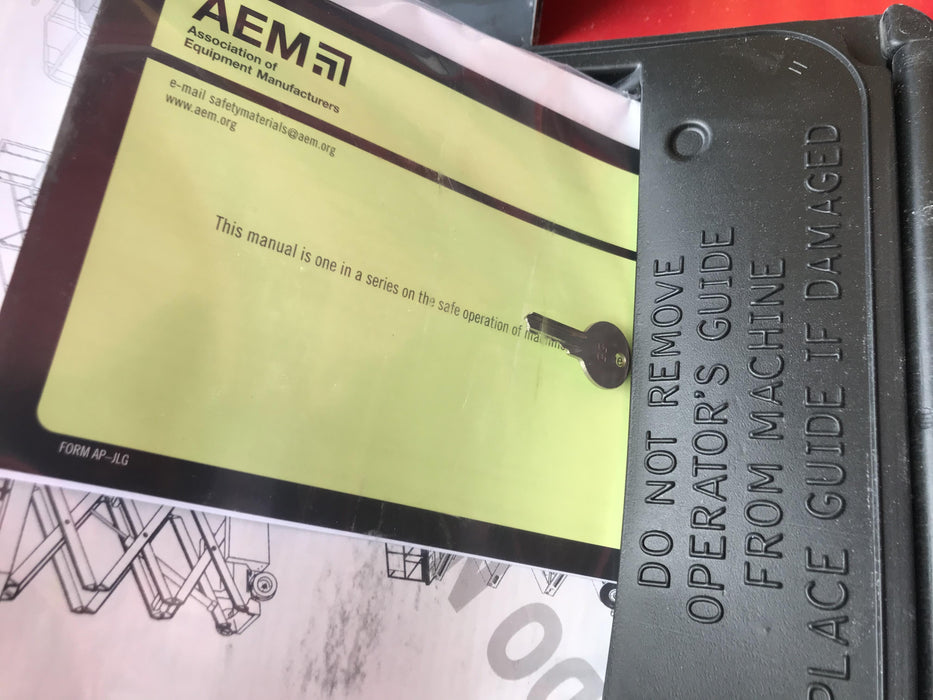 AEM
Association of
Equipment Manufacturers
e-mail safetymaterials@aem.org
www.aem.org
This manual is one in a series on the safe operation of
FORM AP-JLG
DO NOT REMOVE
OPERATOR'S GUIDE
FROM MACHINE
PLACE GUIDE IF DAMAGED